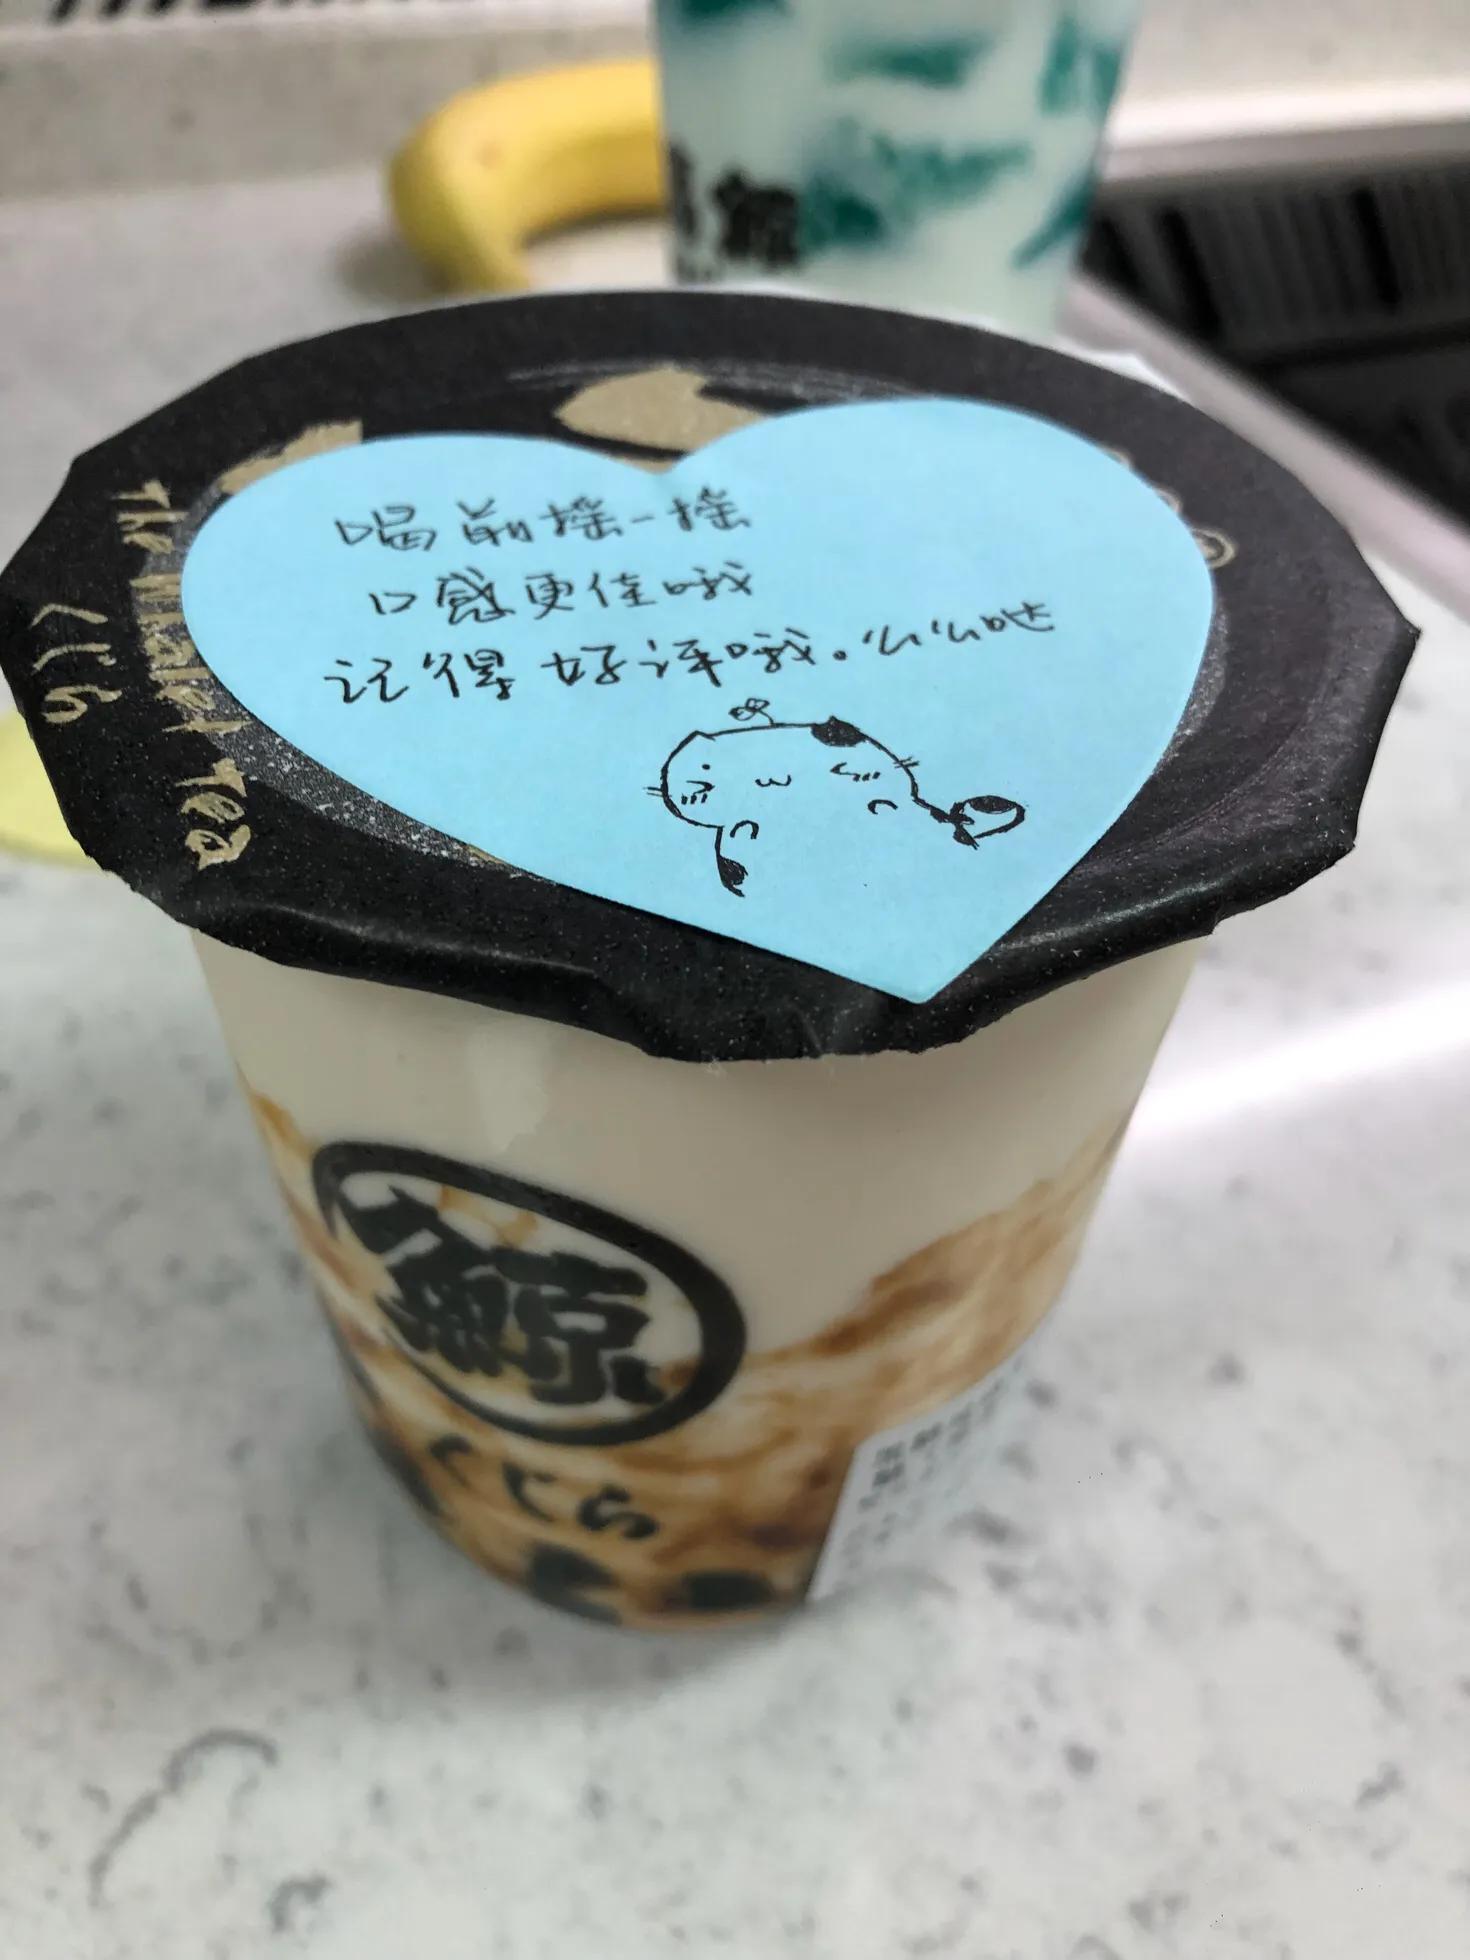 喝前摇一摇
口感更佳哦
记得好评哦。么么哒
The Whale Tea
くじら
鯨
くじら